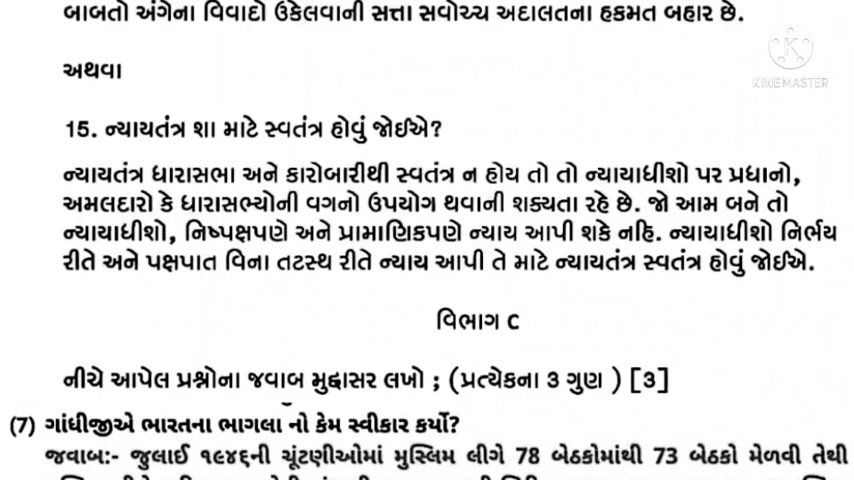 બાબતો અંગેના વિવાદો ઉકેલવાની સત્તા સવોચ્ચ અદાલતના હકમત બહાર છે.
KINEMASTER
અથવા
15. ન્યાયતંત્ર શા માટે સ્વતંત્ર હોવું જોઈએ?
ન્યાયતંત્ર ધારાસભા અને કારોબારીથી સ્વતંત્ર ન હોય તો તો ન્યાયાધીશો પર પ્રધાનો,
અમલદારો કે ધારાસભ્યોની વગનો ઉપયોગ થવાની શક્યતા રહે છે. જો આમ બને તો
ન્યાયાધીશો, નિષ્પક્ષપણે અને પ્રામાણિકપણે ન્યાય આપી શકે નહિ. ન્યાયાધીશો નિર્ભય
રીતે અને પક્ષપાત વિના તટસ્થ રીતે ન્યાય આપી તે માટે ન્યાયતંત્ર સ્વતંત્ર હોવું જોઈએ.
વિભાગ C
નીચે આપેલ પ્રશ્નોના જવાબ મુદ્દાસર લખો ; (પ્રત્યેકના 3 ગુણ ) [3]
(7) ગાંધીજીએ ભારતના ભાગલા નો કેમ સ્વીકાર કર્યો?
જવાબ:- જુલાઈ ૧૯૪૬ની ચૂંટણીઓમાં મુસ્લિમ લીગે 78 બેઠકોમાંથી 73 બેઠકો મેળવી તેથી